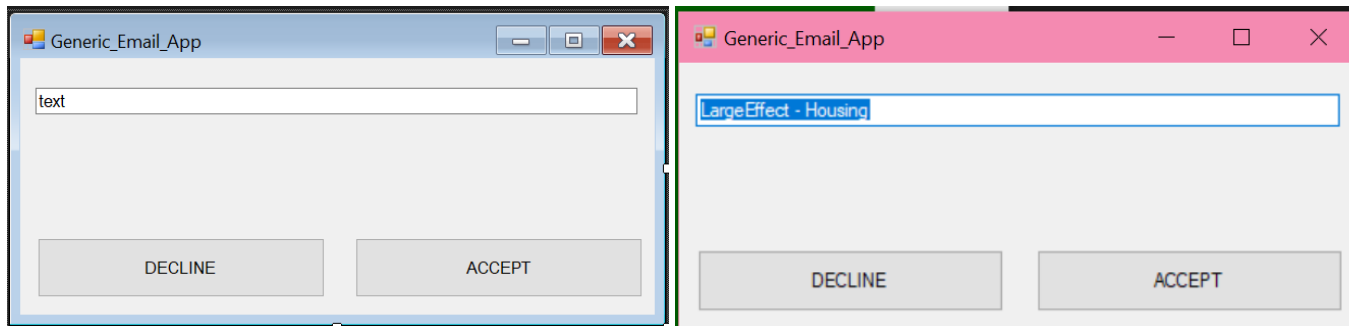 Generic_Email_App
text
DECLINE ACCEPT
Generic_Email_App
LargeEffect - Housing
DECLINE ACCEPT